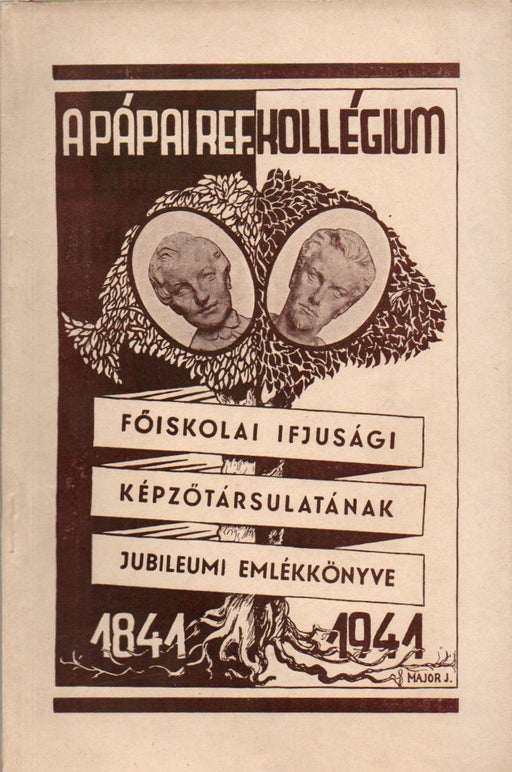 A PÁPAI REF. KOLLÉGIUM
FŐISKOLAI IFJUSÁGI
KÉPZŐTÁRSULATÁNAK
JUBILEUMI EMLÉKKÖNYVE
1841 1941
MAJOR J.